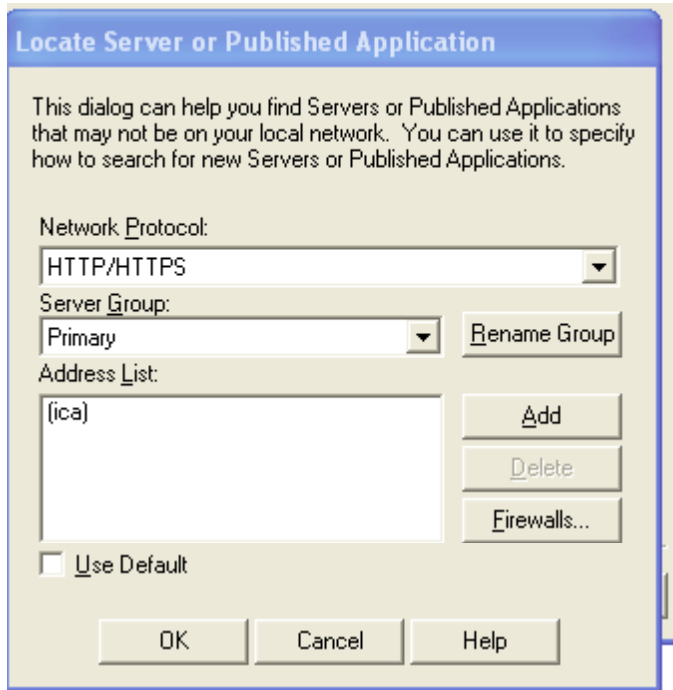 Locate Server or Published Application
This dialog can help you find Servers or Published Applications
that may not be on your local network. You can use it to specify
how to search for new Servers or Published Applications.
Network Protocol:
HTTP/HTTPS
Server Group:
Primary
Rename Group
Address List:
(ica)
Add
Delete
Firewalls...
Use Default
OK
Cancel
Help